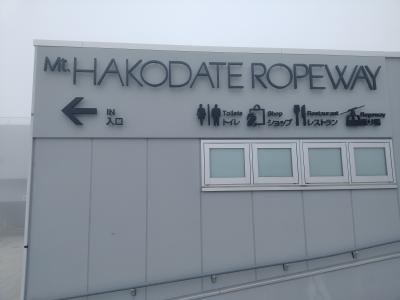 Mt. HAKODATE ROPEWAY
IN
入口
Toilets
トイレ
Shop
ショップ
Restaurant
レストラン
Ropeway